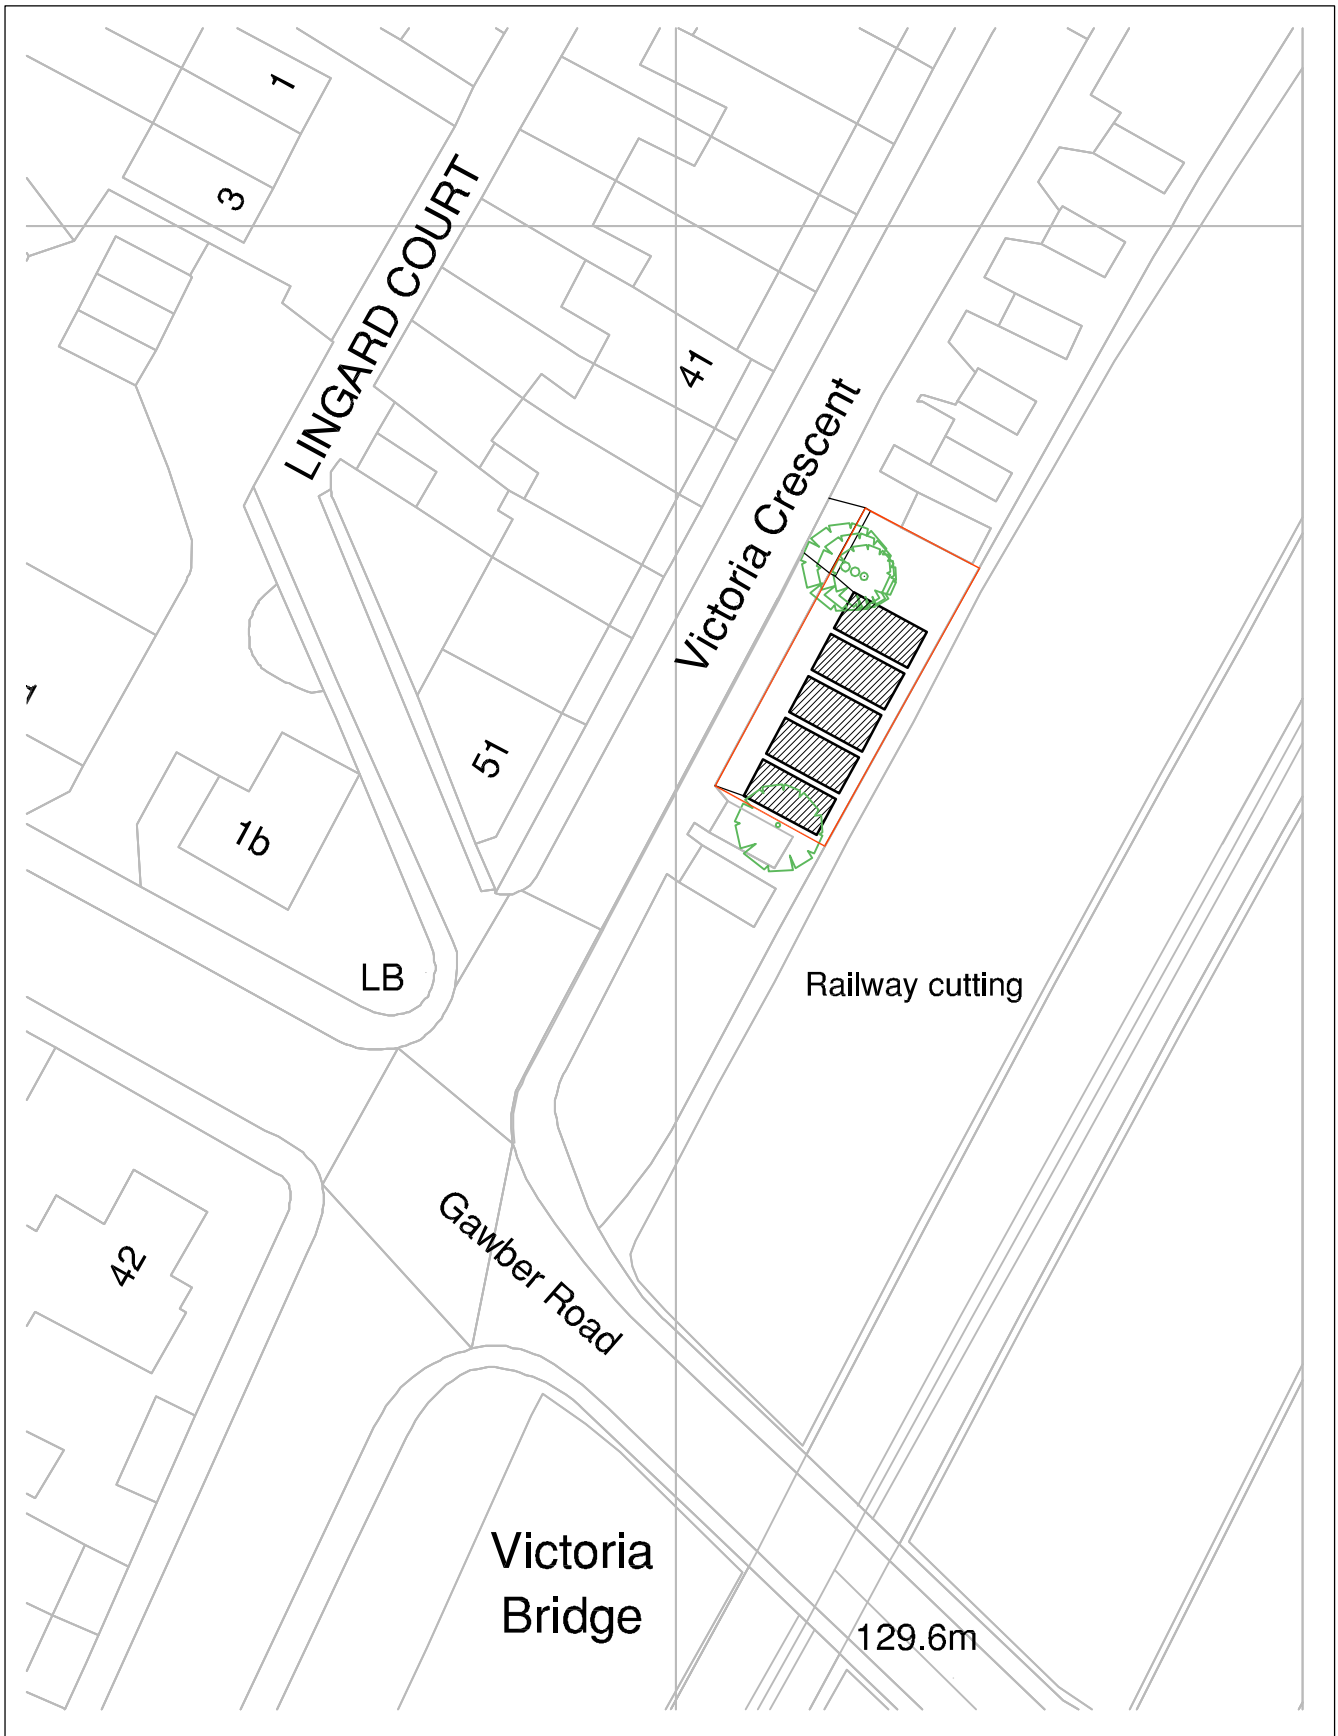 1
3
LINGARD COURT
41
Victoria Crescent
51
1b
LB
Railway cutting
Gawber Road
42
Victoria
Bridge
129.6m